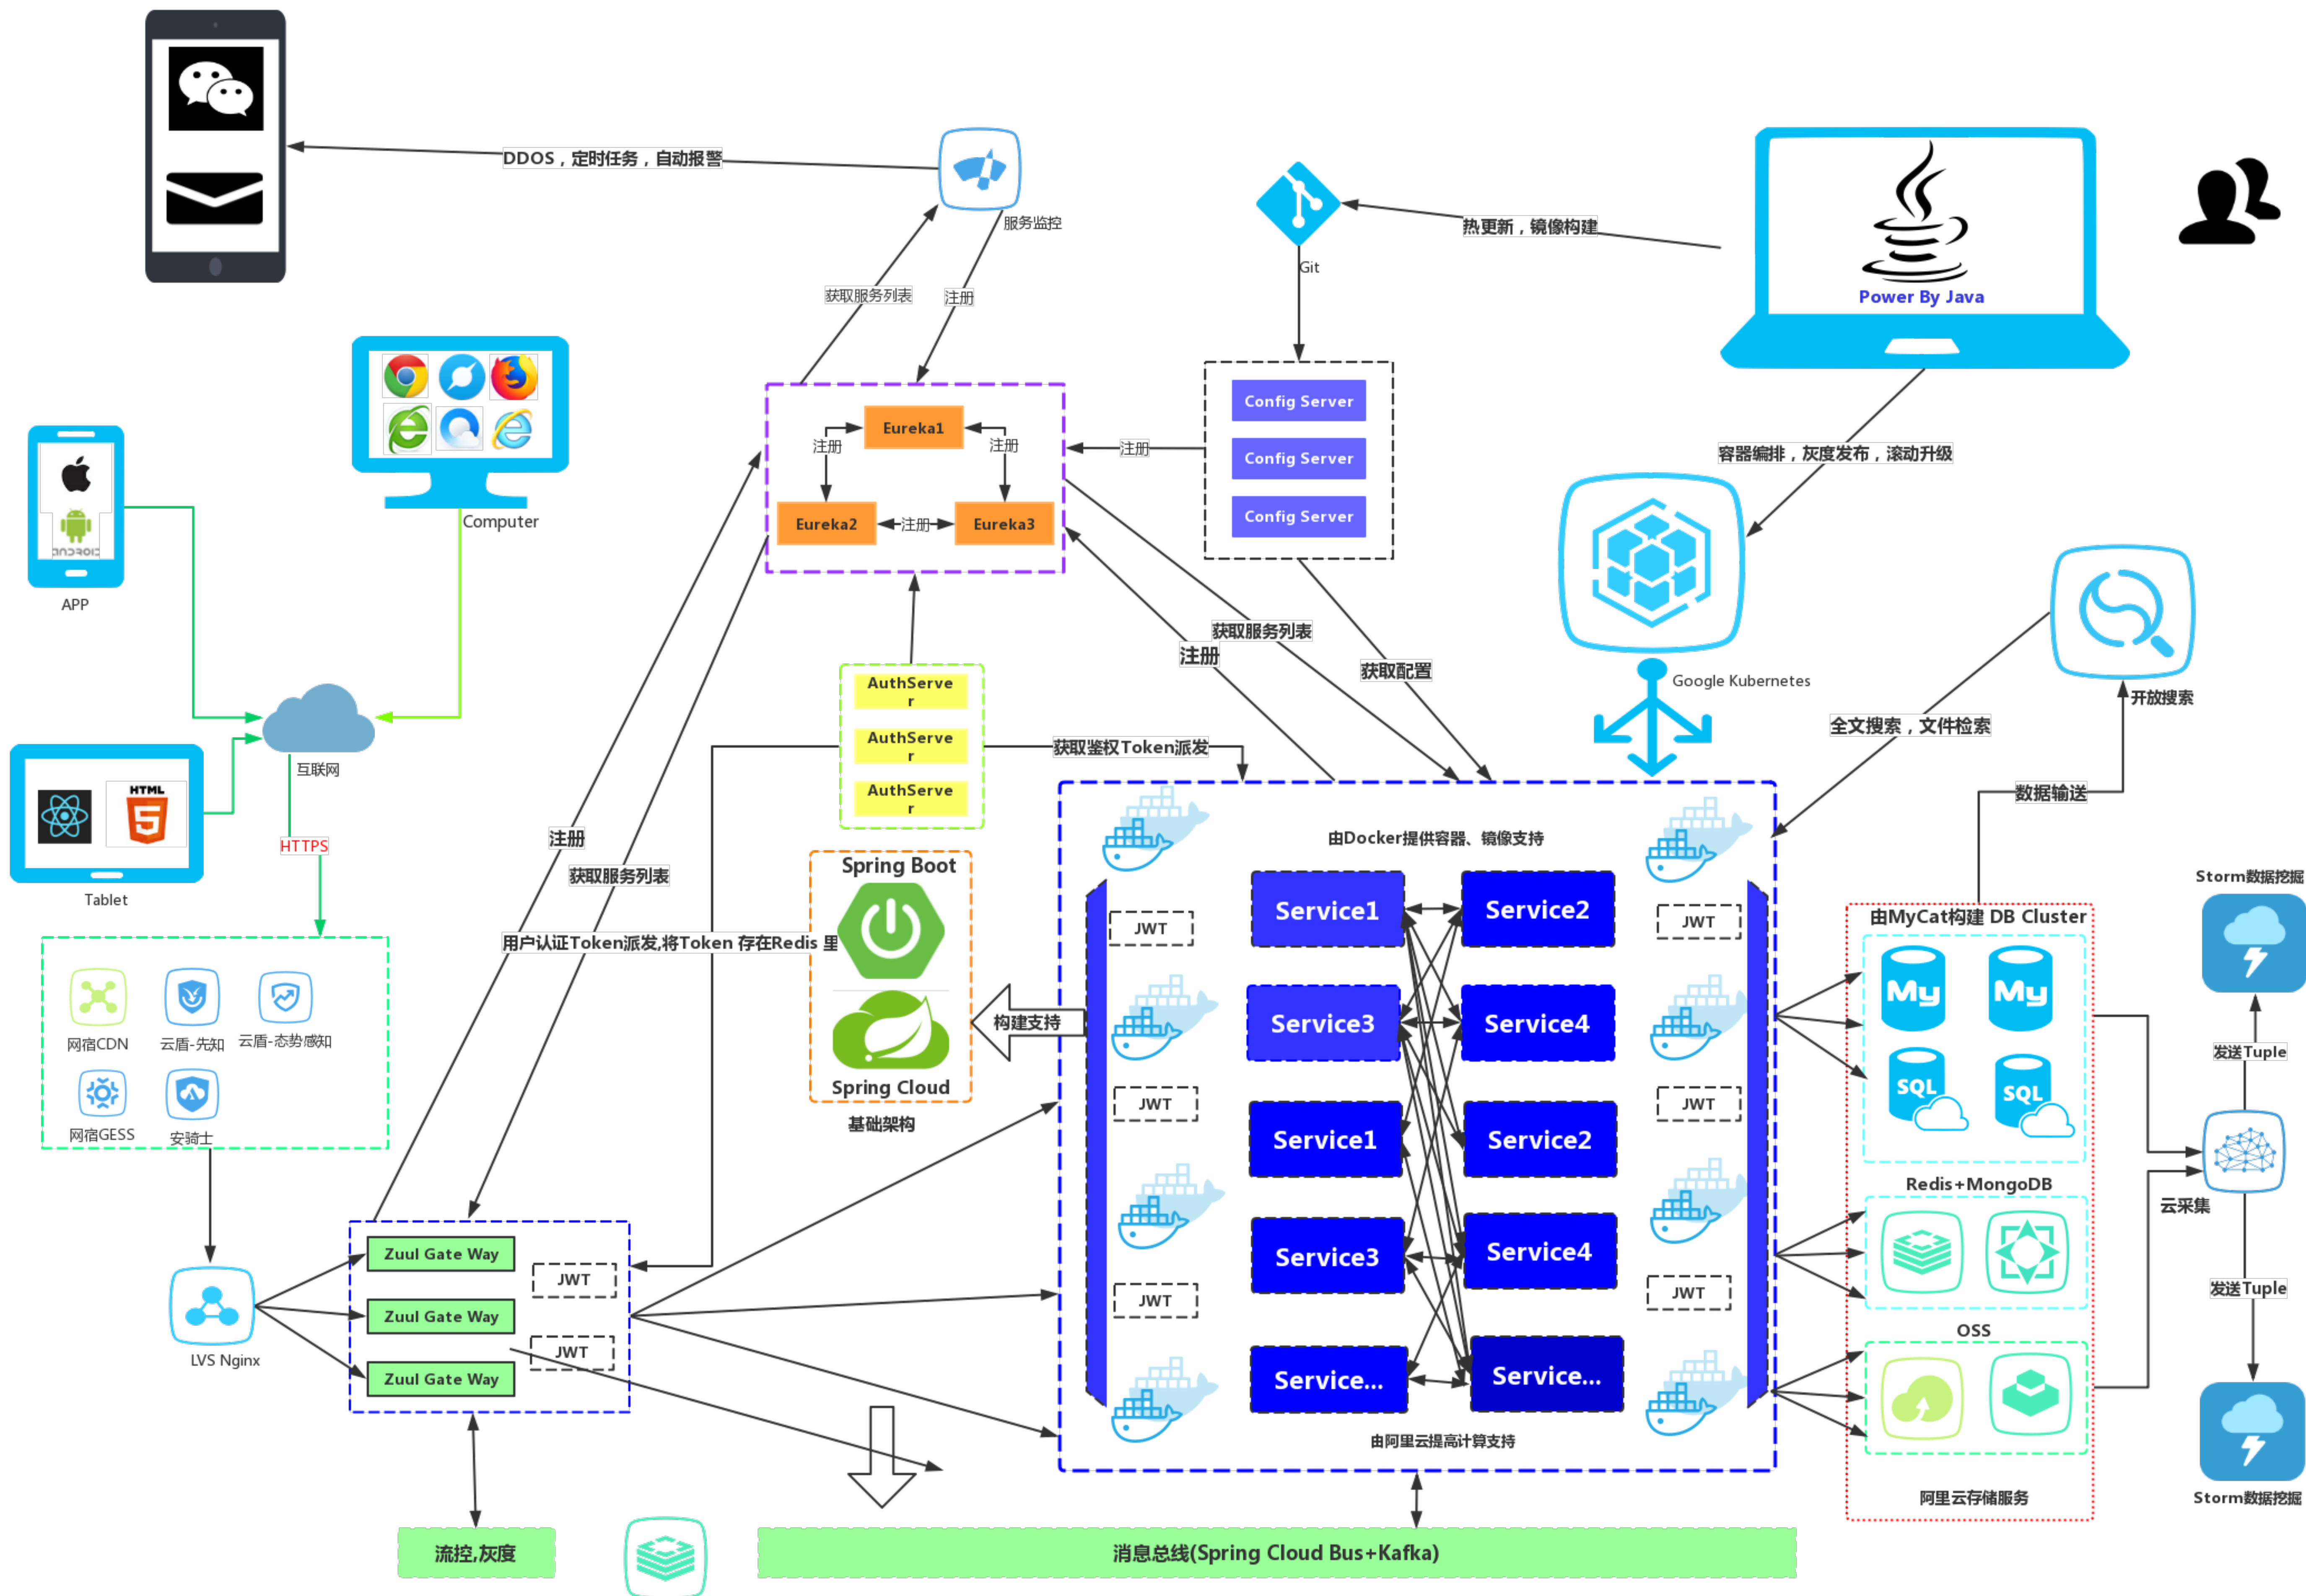 DDOS，定时任务，自动报警
服务监控
获取服务列表
注册
Git
热更新，镜像构建
Power By Java
Computer
APP
ANDROID
互联网
HTML
5
Tablet
HTTPS
Eureka1
注册
注册
Eureka2
注册
Eureka3
注册
Config Server
Config Server
Config Server
容器编排，灰度发布，滚动升级
Google Kubernetes
开放搜索
全文搜索，文件检索
数据输送
获取服务列表
注册
获取配置
AuthServe
r
AuthServe
r
AuthServe
r
获取鉴权Token派发
注册
获取服务列表
用户认证Token派发,将Token 存在Redis 里
Spring Boot
Spring Cloud
基础架构
构建支持
网宿CDN
云盾-先知
云盾-态势感知
网宿GESS
安骑士
LVS Nginx
Zuul Gate Way
Zuul Gate Way
Zuul Gate Way
JWT
JWT
流控,灰度
由Docker提供容器、镜像支持
JWT
JWT
JWT
Service1
Service2
Service3
Service4
Service1
Service2
Service3
Service4
Service...
Service...
JWT
JWT
JWT
由阿里云提高计算支持
消息总线(Spring Cloud Bus+Kafka)
由MyCat构建 DB Cluster
My
My
SQL
SQL
Redis+MongoDB
OSS
阿里云存储服务
Storm数据挖掘
发送Tuple
云采集
发送Tuple
Storm数据挖掘